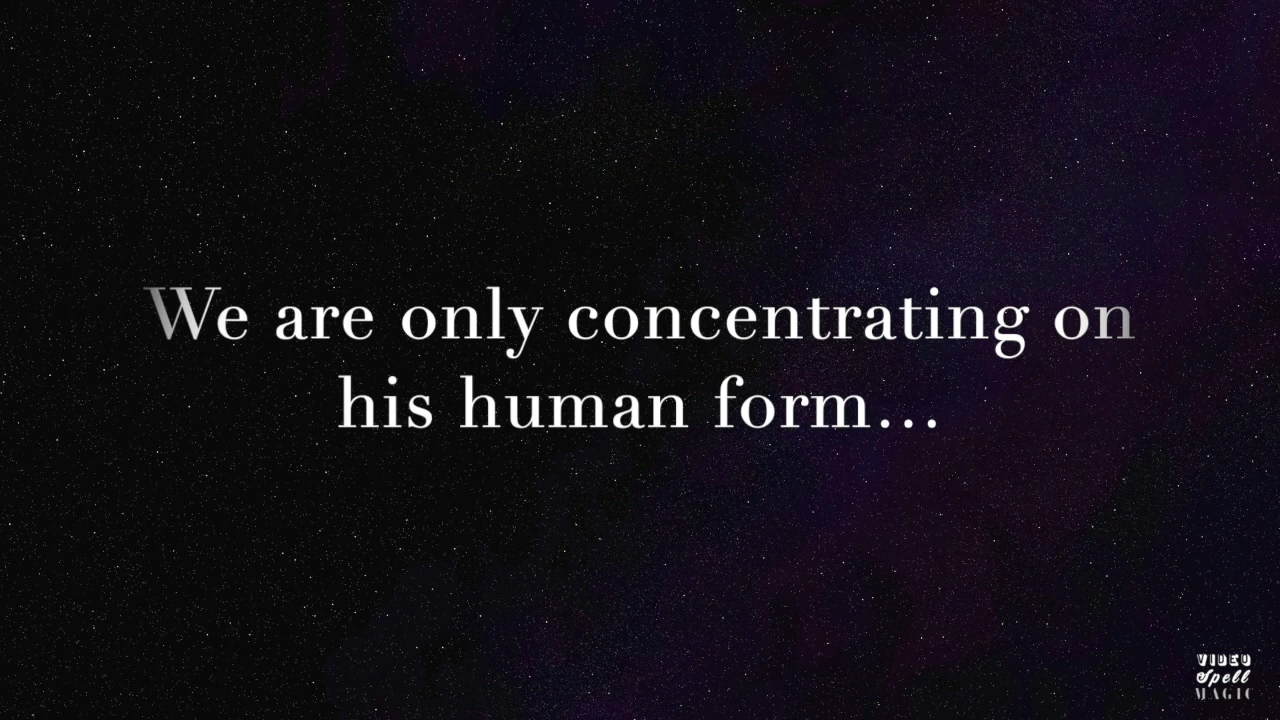 We are only concentrating on
his human form...
VIDEO
Spell
MAGIC